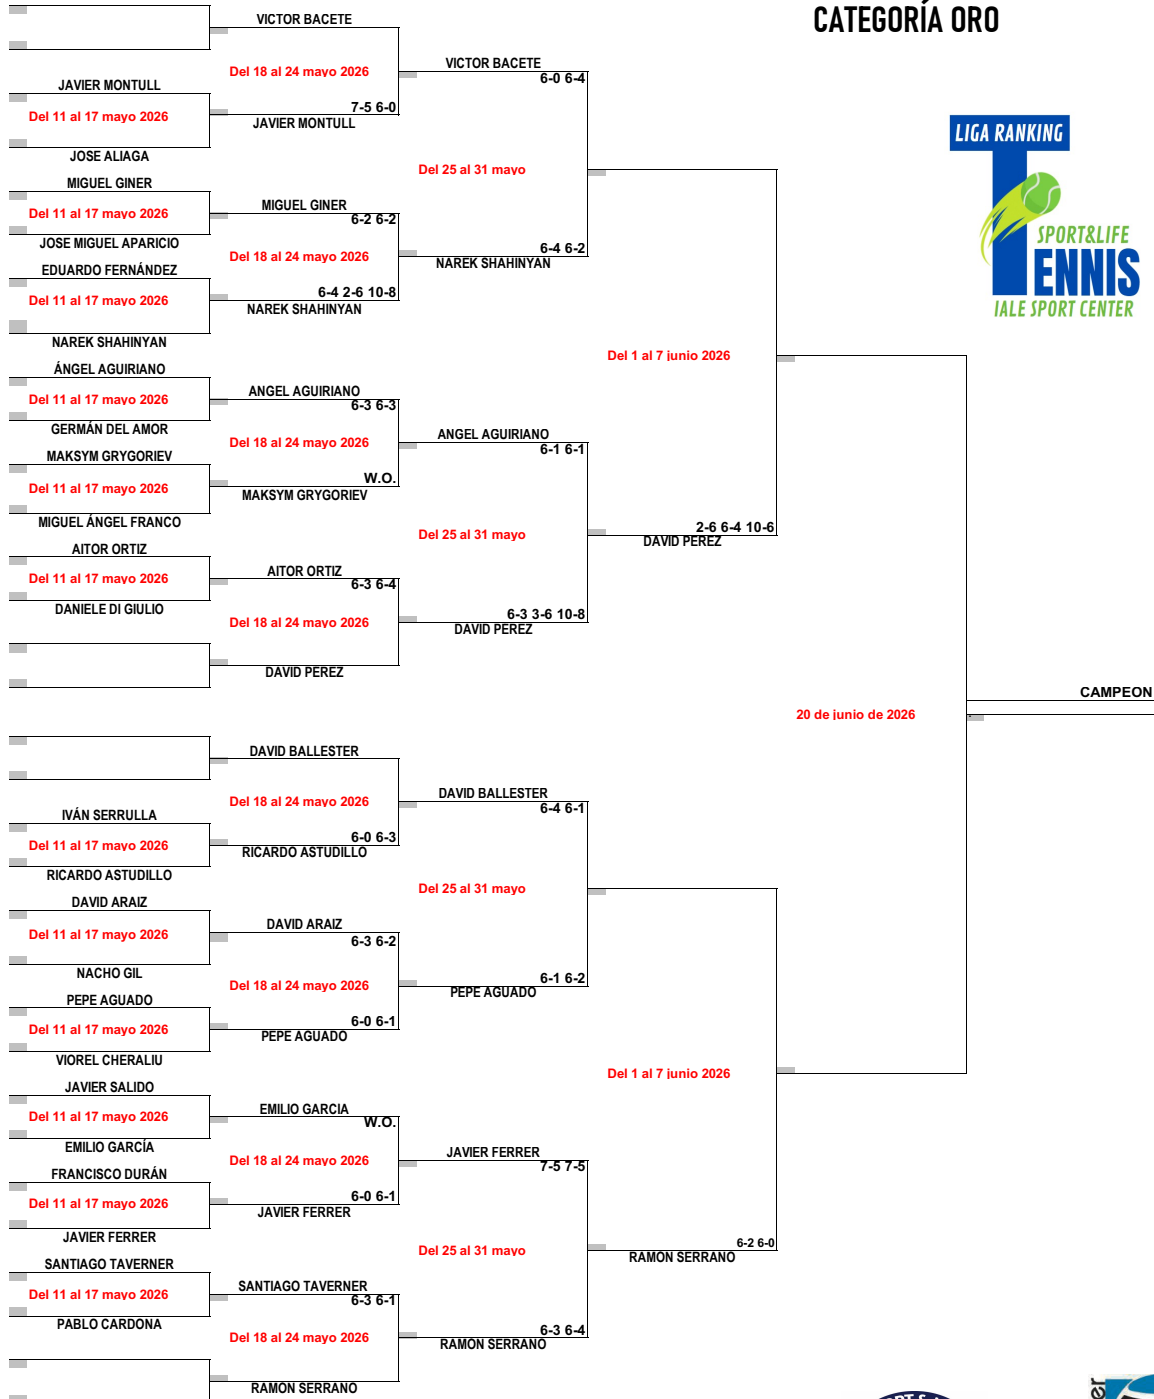 CATEGORÍA ORO
LIGA RANKING
SPORT&LIFE
TENNIS
IALE SPORT CENTER
VICTOR BACETE
Del 18 al 24 mayo 2026
VICTOR BACETE
6-0 6-4
JAVIER MONTULL
Del 11 al 17 mayo 2026
7-5 6-0
JAVIER MONTULL
JOSE ALIAGA
Del 25 al 31 mayo
MIGUEL GINER
Del 11 al 17 mayo 2026
MIGUEL GINER
6-2 6-2
JOSE MIGUEL APARICIO
Del 18 al 24 mayo 2026
6-4 6-2
NAREK SHAHINYAN
EDUARDO FERNÁNDEZ
Del 11 al 17 mayo 2026
6-4 2-6 10-8
NAREK SHAHINYAN
NAREK SHAHINYAN
Del 1 al 7 junio 2026
ÁNGEL AGUIRIANO
Del 11 al 17 mayo 2026
ANGEL AGUIRIANO
6-3 6-3
GERMÁN DEL AMOR
Del 18 al 24 mayo 2026
ANGEL AGUIRIANO
6-1 6-1
MAKSYM GRYGORIEV
Del 11 al 17 mayo 2026
W.O.
MAKSYM GRYGORIEV
MIGUEL ÁNGEL FRANCO
Del 25 al 31 mayo
2-6 6-4 10-6
DAVID PEREZ
AITOR ORTIZ
Del 11 al 17 mayo 2026
AITOR ORTIZ
6-3 6-4
DANIELE DI GIULIO
Del 18 al 24 mayo 2026
6-3 3-6 10-8
DAVID PEREZ
DAVID PEREZ
CAMPEON
20 de junio de 2026
DAVID BALLESTER
Del 18 al 24 mayo 2026
DAVID BALLESTER
6-4 6-1
IVÁN SERRULLA
Del 11 al 17 mayo 2026
6-0 6-3
RICARDO ASTUDILLO
RICARDO ASTUDILLO
Del 25 al 31 mayo
DAVID ARAIZ
Del 11 al 17 mayo 2026
DAVID ARAIZ
6-3 6-2
NACHO GIL
Del 18 al 24 mayo 2026
6-1 6-2
PEPE AGUADO
PEPE AGUADO
Del 11 al 17 mayo 2026
6-0 6-1
PEPE AGUADO
VIOREL CHERALIU
Del 1 al 7 junio 2026
JAVIER SALIDO
Del 11 al 17 mayo 2026
EMILIO GARCIA
W.O.
EMILIO GARCÍA
Del 18 al 24 mayo 2026
JAVIER FERRER
7-5 7-5
FRANCISCO DURÁN
Del 11 al 17 mayo 2026
6-0 6-1
JAVIER FERRER
JAVIER FERRER
Del 25 al 31 mayo
6-2 6-0
RAMON SERRANO
SANTIAGO TAVERNER
Del 11 al 17 mayo 2026
SANTIAGO TAVERNER
6-3 6-1
PABLO CARDONA
Del 18 al 24 mayo 2026
6-3 6-4
RAMON SERRANO
RAMON SERRANO